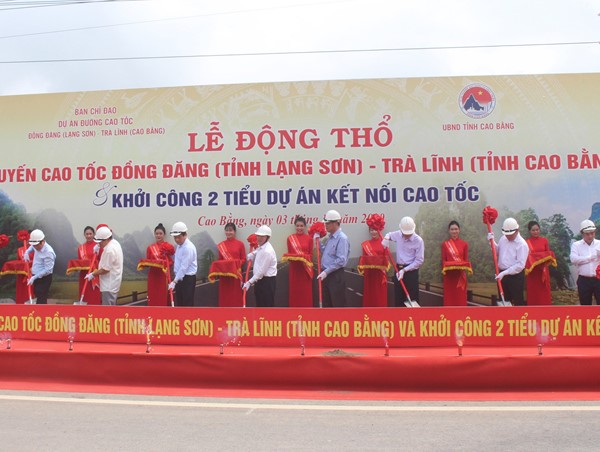 BAN CHỈ ĐẠO
DỰ ÁN ĐƯỜNG CAO TỐC
ĐỒNG ĐĂNG (LẠNG SƠN) - TRÀ LĨNH (CAO BẰNG)
UBND TỈNH CAO BẰNG
LỄ ĐỘNG THỔ
UYẾN CAO TỐC ĐỒNG ĐĂNG (TỈNH LẠNG SƠN) - TRÀ LĨNH (TỈNH CAO BẰN
& KHỞI CÔNG 2 TIỂU DỰ ÁN KẾT NỐI CAO TỐC
Cao Bằng, ngày 03
CAO TỐC ĐỒNG ĐĂNG (TỈNH LẠNG SƠN) - TRÀ LĨNH (TỈNH CAO BẰNG) VÀ KHỞI CÔNG 2 TIỂU DỰ ÁN KẾ